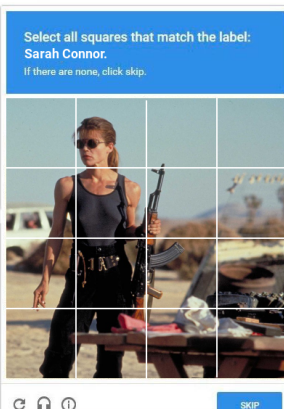 Select all squares that match the label:
Sarah Connor.
If there are none, click skip.
SKIP